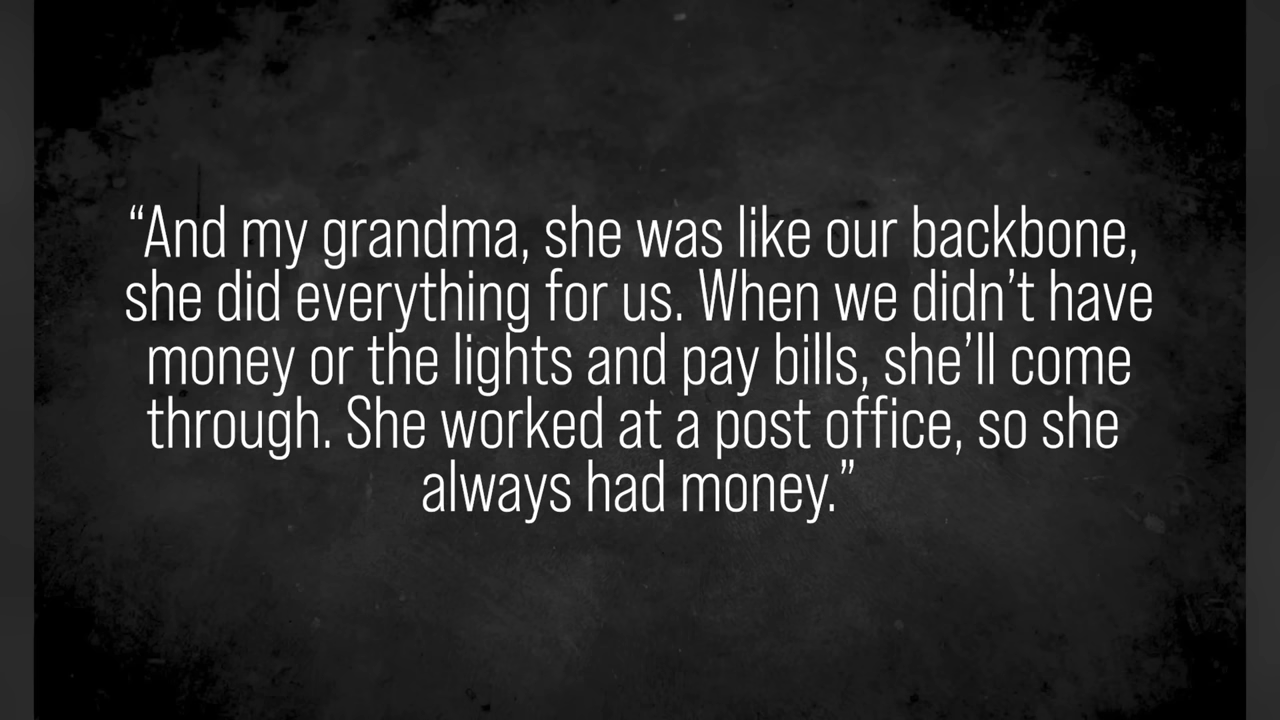 “And my grandma, she was like our backbone,
she did everything for us. When we didn’t have
money or the lights and pay bills, she’ll come
through. She worked at a post office, so she
always had money.”